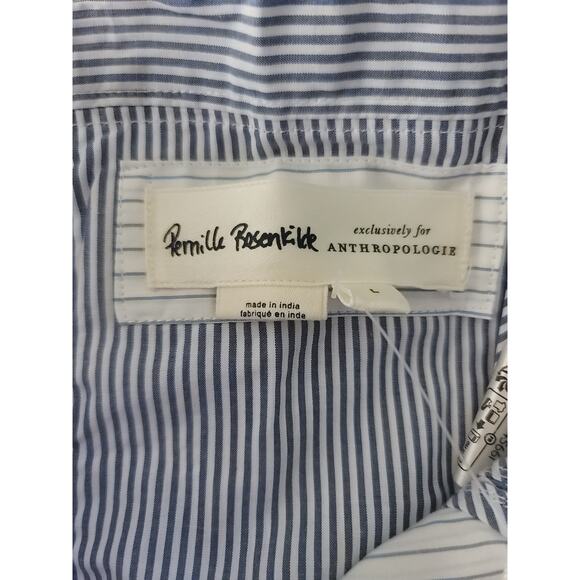 Pernille Rosenkilde
exclusively for
ANTHROPOLOGIE
L
made in india
fabriqué en inde